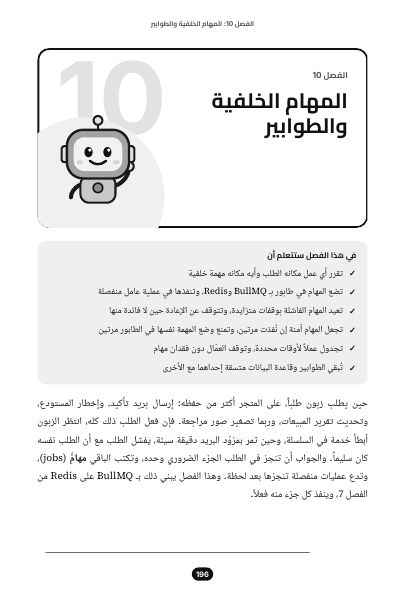 الفصل 10: المهام الخلفية والطوابير
10
الفصل 10
المهام الخلفية
والطوابير
في هذا الفصل ستتعلم أن
✓ تقرر أي عمل مكانه الطلب وأيه مكانه مهمة خلفية
✓ تضع المهام في طابور بـ BullMQ وRedis، وتنفذها في عملية عامل منفصلة
✓ تعيد المهام الفاشلة بوقفات متزايدة، وتتوقف عن الإعادة حين لا فائدة منها
✓ تجعل المهام آمنة إن نُفذت مرتين، وتمنع وضع المهمة نفسها في الطابور مرتين
✓ تجدول عملاً لأوقات محددة، وتوقف العمّال دون فقدان مهام
✓ تُبقي الطوابير وقاعدة البيانات متسقة إحداهما مع الأخرى
حين يطلب زبون طلباً، على المتجر أكثر من حفظه: إرسال بريد تأكيد، وإخطار المستودع،
وتحديث تقرير المبيعات، وربما تصغير صور مراجعة. فإن فعل الطلب ذلك كله، انتظر الزبون
أبطأ خدمة في السلسلة، وحين تمر بمزوّد البريد دقيقة سيئة، يفشل الطلب مع أن الطلب نفسه
كان سليماً. والجواب أن تنجز في الطلب الجزء الضروري وحده، وتكتب الباقي مهامَّ (jobs)،
وتدع عمليات منفصلة تنجزها بعد لحظة. وهذا الفصل يبني ذلك بـ BullMQ على Redis من
الفصل 7، وينفذ كل جزء منه فعلاً.
196